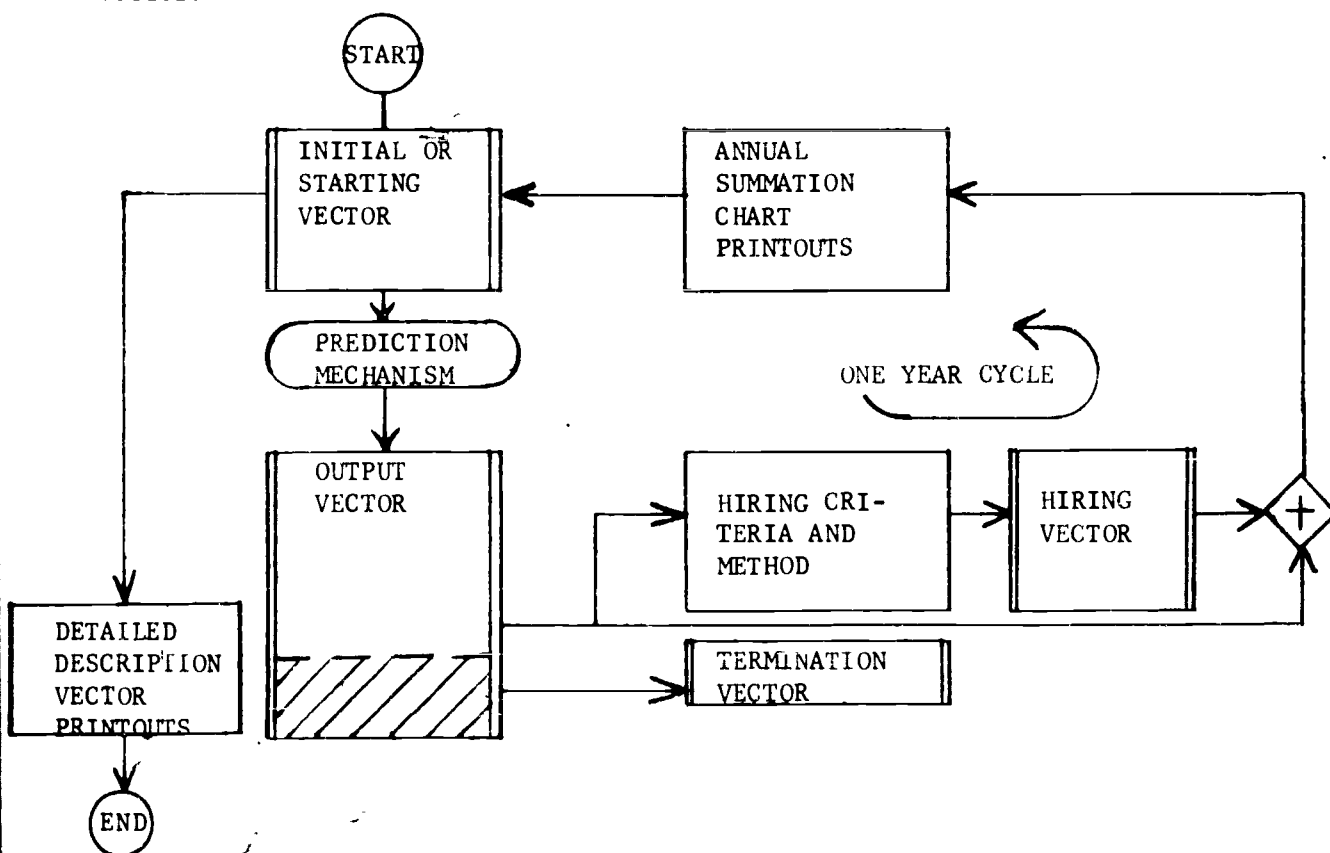 START
INITIAL OR
STARTING
VECTOR
ANNUAL
SUMMATION
CHART
PRINTOUTS
PREDICTION
MECHANISM
ONE YEAR CYCLE
OUTPUT
VECTOR
HIRING CRI-
TERIA AND
METHOD
HIRING
VECTOR
+
DETAILED
DESCRIPTION
VECTOR
PRINTOUTS
TERMINATION
VECTOR
END